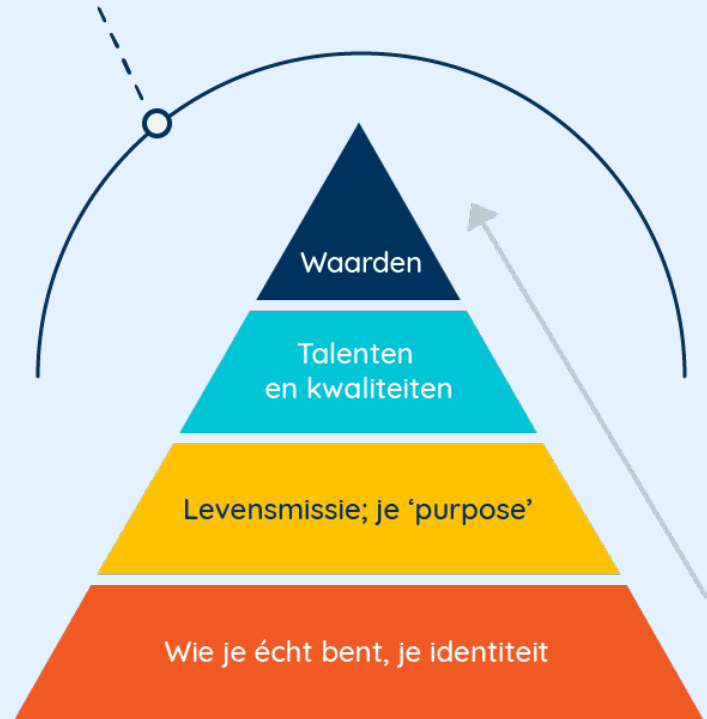 Waarden
Talenten
en kwaliteiten
Levensmissie; je ‘purpose’
Wie je écht bent, je identiteit